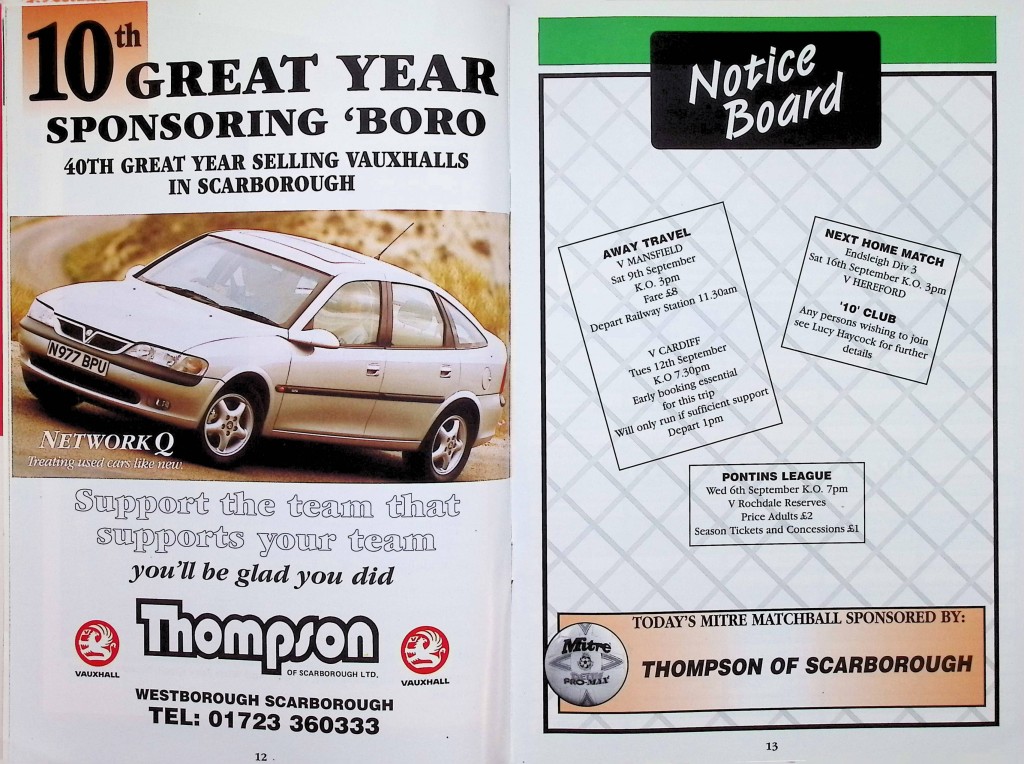 10th GREAT YEAR
SPONSORING 'BORO
40TH GREAT YEAR SELLING VAUXHALLS
IN SCARBOROUGH
N977 BPU
NETWORK Q
Treating used cars like new.
Support the team that
supports your team
you'll be glad you did
Thompson
OF SCARBOROUGH LTD.
VAUXHALL
VAUXHALL
WESTBOROUGH SCARBOROUGH
TEL: 01723 360333
12
Notice
Board
AWAY TRAVEL
V MANSFIELD
Sat 9th September
K.O. 3pm
Fare £8
Depart Railway Station 11.30am
V CARDIFF
Tues 12th September
K.O 7.30pm
Early booking essential
for this trip
Will only run if sufficient support
Depart 1pm
NEXT HOME MATCH
Endsleigh Div 3
Sat 16th September K.O. 3pm
V HEREFORD
'10' CLUB
Any persons wishing to join
see Lucy Haycock for further
details
PONTINS LEAGUE
Wed 6th September K.O. 7pm
V Rochdale Reserves
Price Adults £2
Season Tickets and Concessions £1
TODAY'S MITRE MATCHBALL SPONSORED BY:
Mitre
PRO-MAX
THOMPSON OF SCARBOROUGH
13